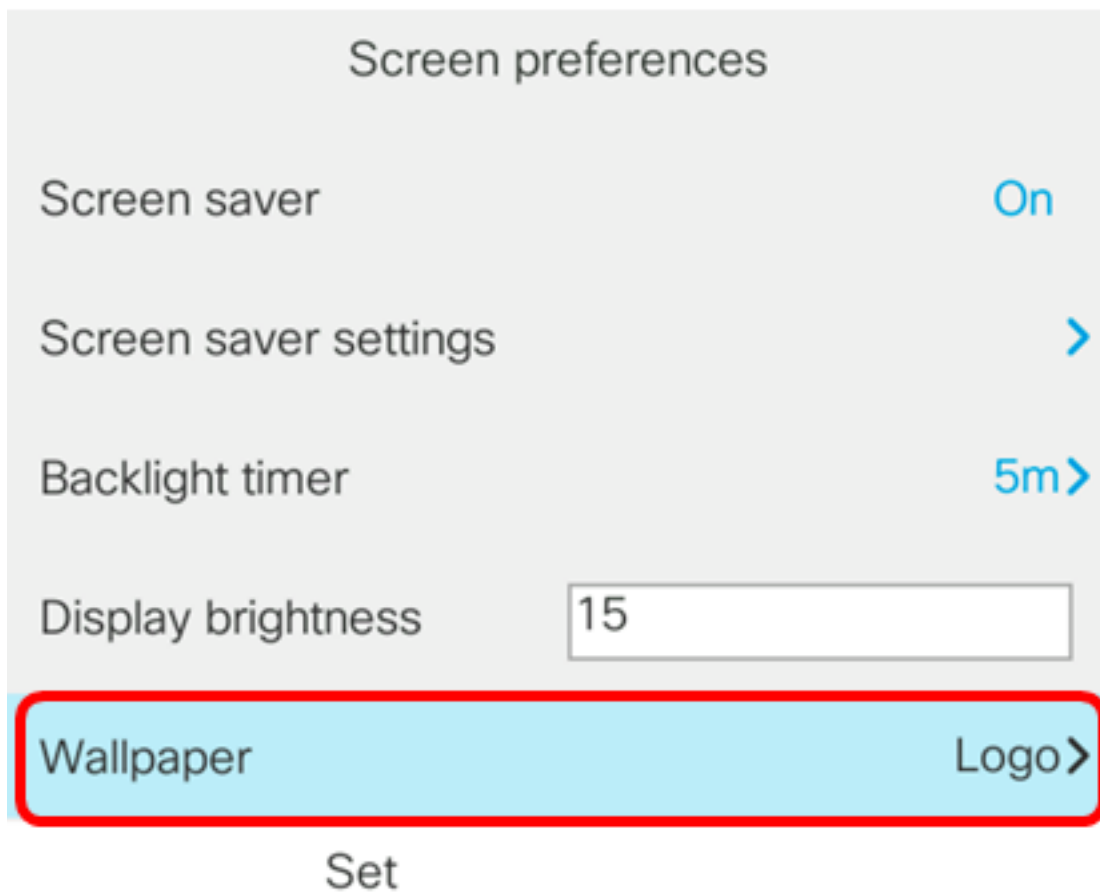 Screen preferences
Screen saver On
Screen saver settings
Backlight timer 5m
Display brightness 15
Wallpaper Logo
Set